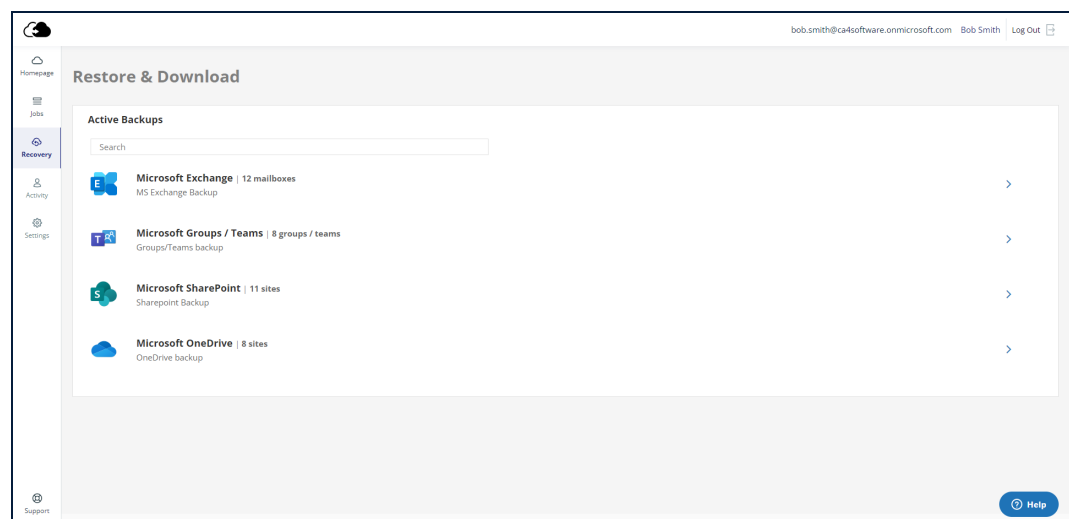 bob.smith@ca4software.onmicrosoft.com Bob Smith Log Out
Homepage
Jobs
Recovery
Activity
Settings
Support
Restore & Download
Active Backups
Search
E
Microsoft Exchange | 12 mailboxes
MS Exchange Backup
T
Microsoft Groups / Teams | 8 groups / teams
Groups/Teams backup
S
Microsoft SharePoint | 11 sites
Sharepoint Backup
Microsoft OneDrive | 8 sites
OneDrive backup
? Help